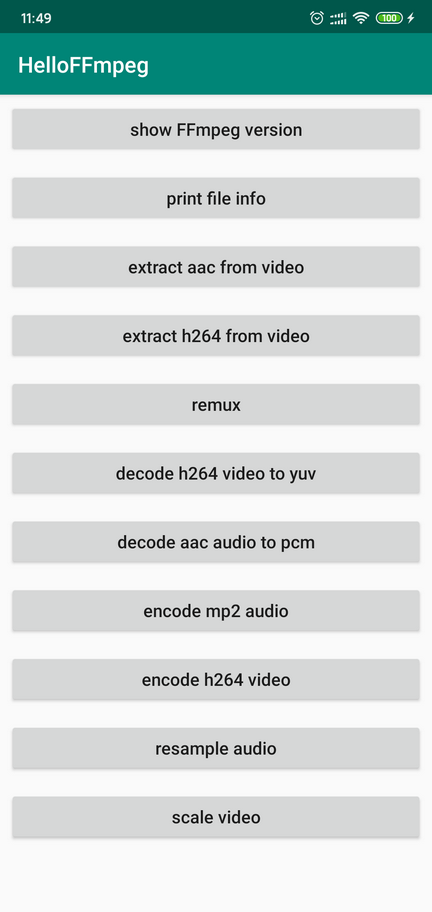 11:49
100
HelloFFmpeg
show FFmpeg version
print file info
extract aac from video
extract h264 from video
remux
decode h264 video to yuv
decode aac audio to pcm
encode mp2 audio
encode h264 video
resample audio
scale video